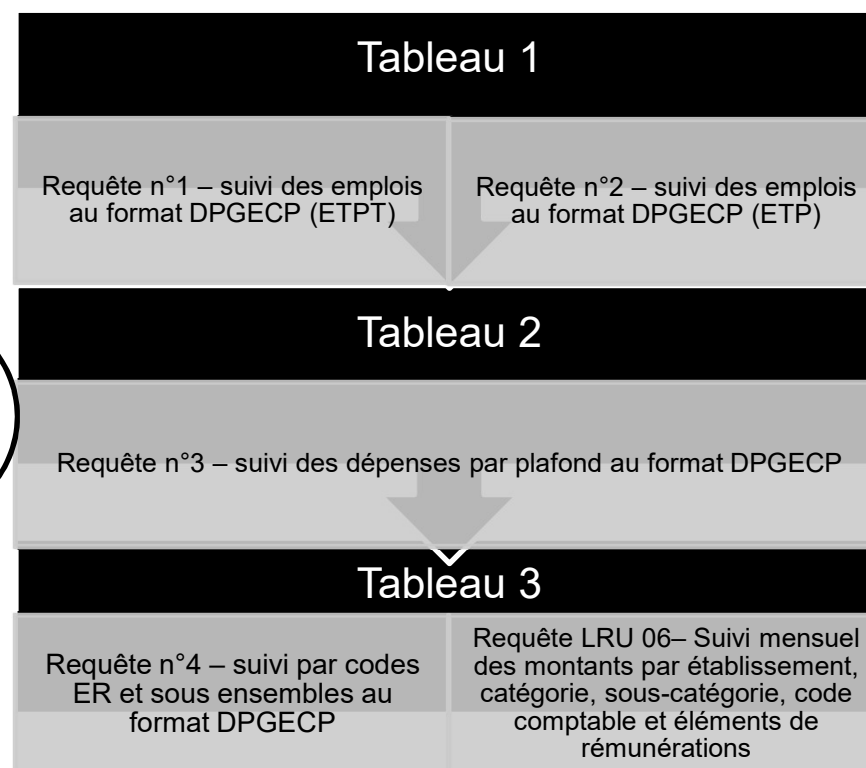 Tableau 1
Requête n°1 – suivi des emplois
au format DPGECP (ETPT)
Requête n°2 – suivi des emplois
au format DPGECP (ETP)
Tableau 2
Requête n°3 – suivi des dépenses par plafond au format DPGECP
Tableau 3
Requête n°4 – suivi par codes
ER et sous ensembles au
format DPGECP
Requête LRU 06– Suivi mensuel
des montants par établissement,
catégorie, sous-catégorie, code
comptable et éléments de
rémunérations